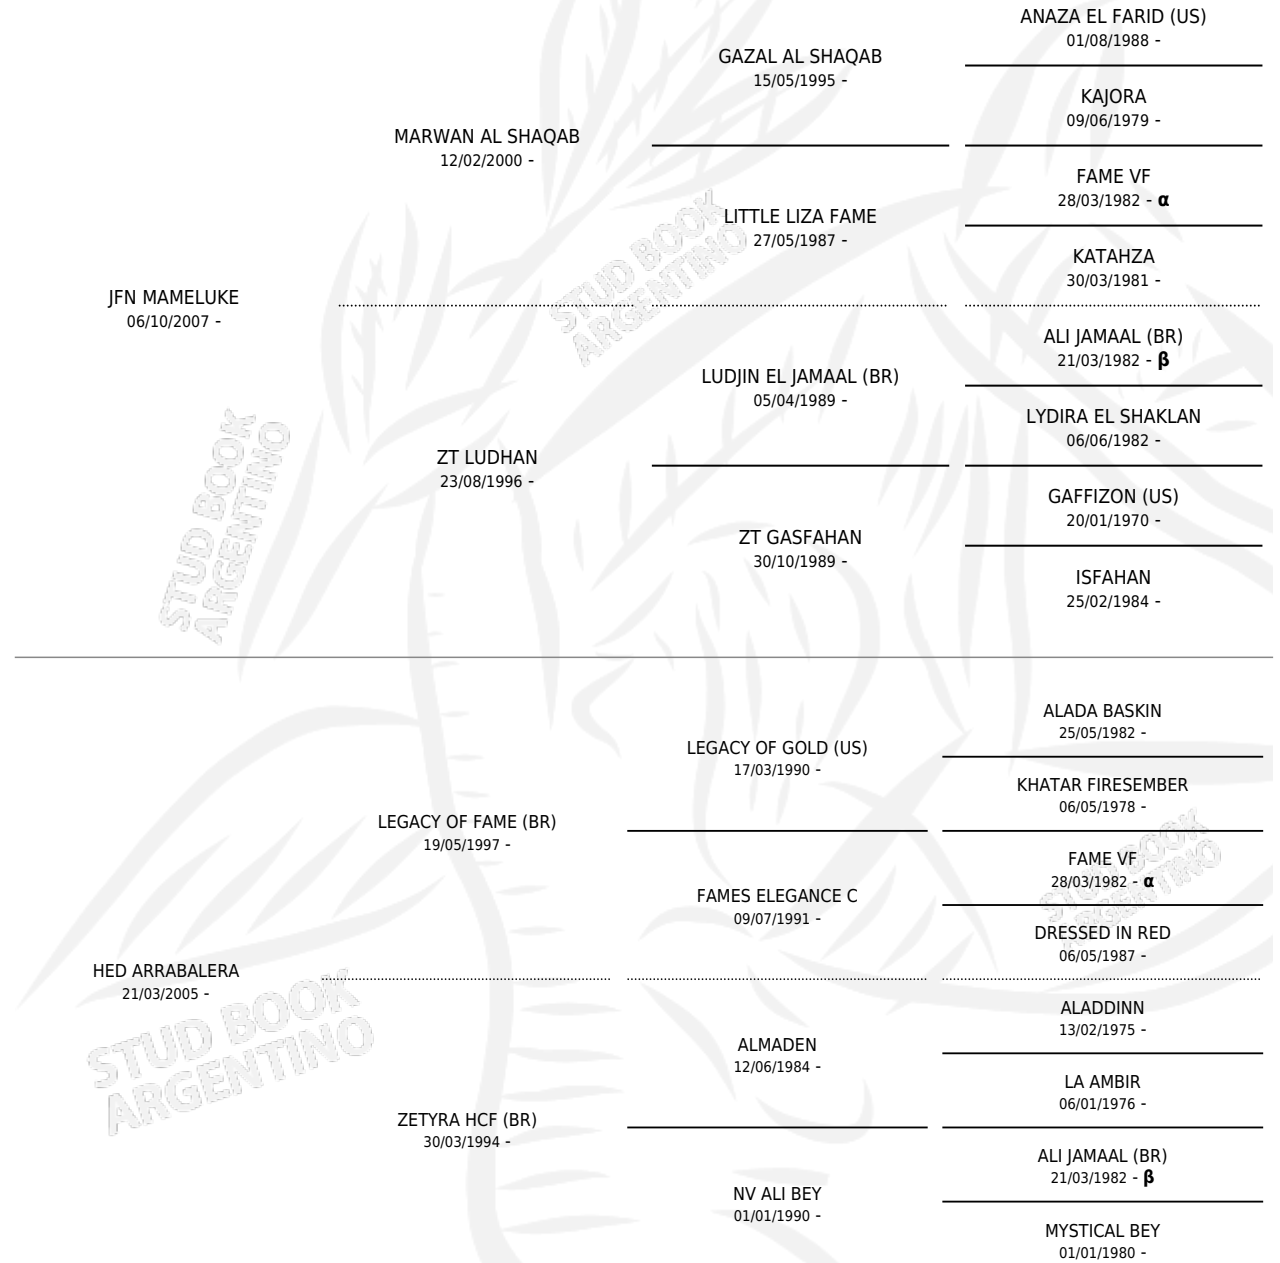 ANAZA EL FARID (US)
01/08/1988 -
GAZAL AL SHAQAB
15/05/1995 -
KAJORA
09/06/1979 -
MARWAN AL SHAQAB
12/02/2000 -
FAME VF
28/03/1982 - α
LITTLE LIZA FAME
27/05/1987 -
KATAHZA
30/03/1981 -
JFN MAMELUKE
06/10/2007 -
ALI JAMAAL (BR)
21/03/1982 - β
LUDJIN EL JAMAAL (BR)
05/04/1989 -
LYDIRA EL SHAKLAN
06/06/1982 -
ZT LUDHAN
23/08/1996 -
GAFFIZON (US)
20/01/1970 -
ZT GASFAHAN
30/10/1989 -
ISFAHAN
25/02/1984 -
STUD BOOK
ARGENTINO
STUD BOOK
ARGENTINO
ALADA BASKIN
25/05/1982 -
LEGACY OF GOLD (US)
17/03/1990 -
KHATAR FIRESEMBER
06/05/1978 -
LEGACY OF FAME (BR)
19/05/1997 -
FAME VF
28/03/1982 - α
FAMES ELEGANCE C
09/07/1991 -
DRESSED IN RED
06/05/1987 -
HED ARRABALERA
21/03/2005 -
ALADDINN
13/02/1975 -
ALMADEN
12/06/1984 -
LA AMBIR
06/01/1976 -
ZETYRA HCF (BR)
30/03/1994 -
ALI JAMAAL (BR)
21/03/1982 - β
NV ALI BEY
01/01/1990 -
MYSTICAL BEY
01/01/1980 -
STUD BOOK
ARGENTINO
STUD BOOK
ARGENTINO